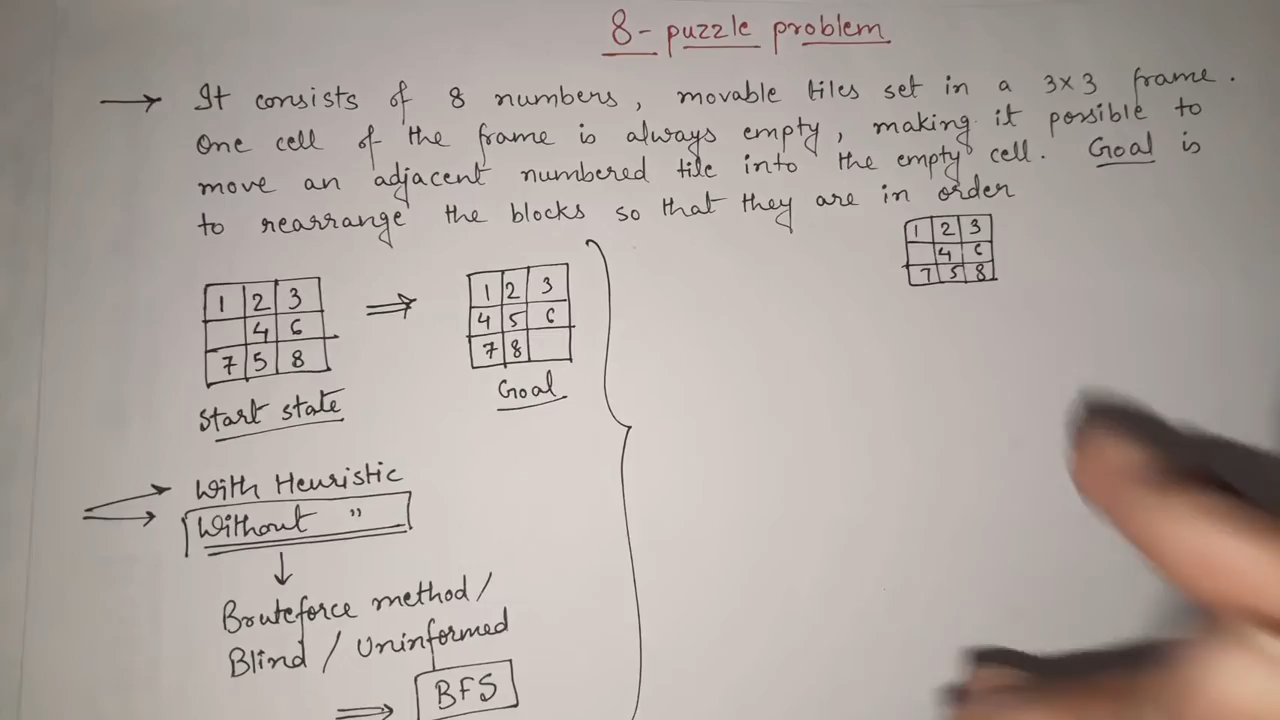 8-puzzle problem
It consists of 8 numbers, movable tiles set in a 3x3 frame.
One cell of the frame is always empty, making it possible to
move an adjacent numbered tile into the empty cell. Goal is
to rearrange the blocks so that they are in order
1 2 3
4 6
7 5 8
1 2 3
4 6
7 5 8
Start state
1 2 3
4 5 6
7 8
Goal
With Heuristic
Without "
Bruteforce method /
Blind / Uninformed
BFS